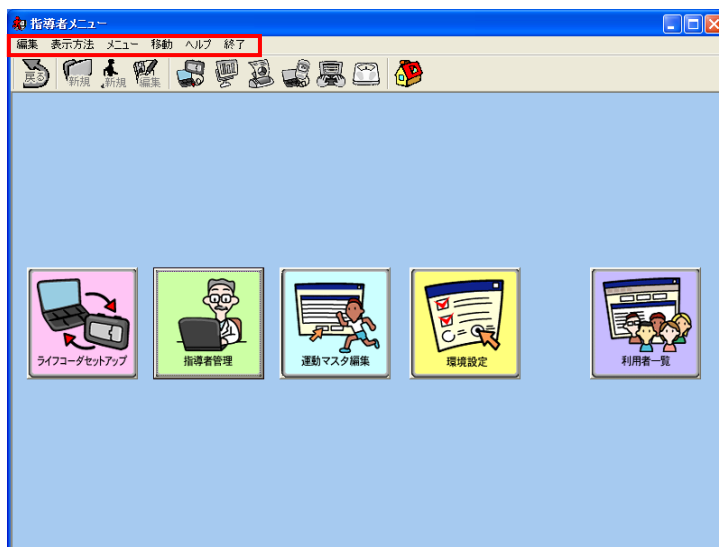 指導者メニュー
編集 表示方法 メニュー 移動 ヘルプ 終了
戻る 新規 新規 編集
ライフコーダセットアップ 指導者管理 運動マスタ編集 環境設定 利用者一覧